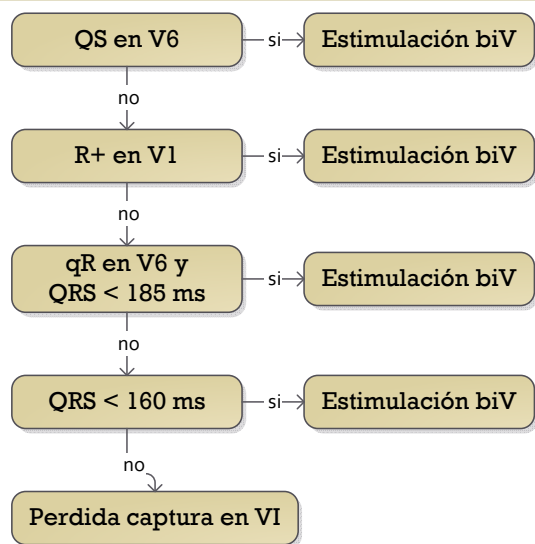 QS en V6
si
Estimulación biV
no
R+ en V1
si
Estimulación biV
no
qR en V6 y
QRS < 185 ms
si
Estimulación biV
no
QRS < 160 ms
si
Estimulación biV
no
Perdida captura en VI